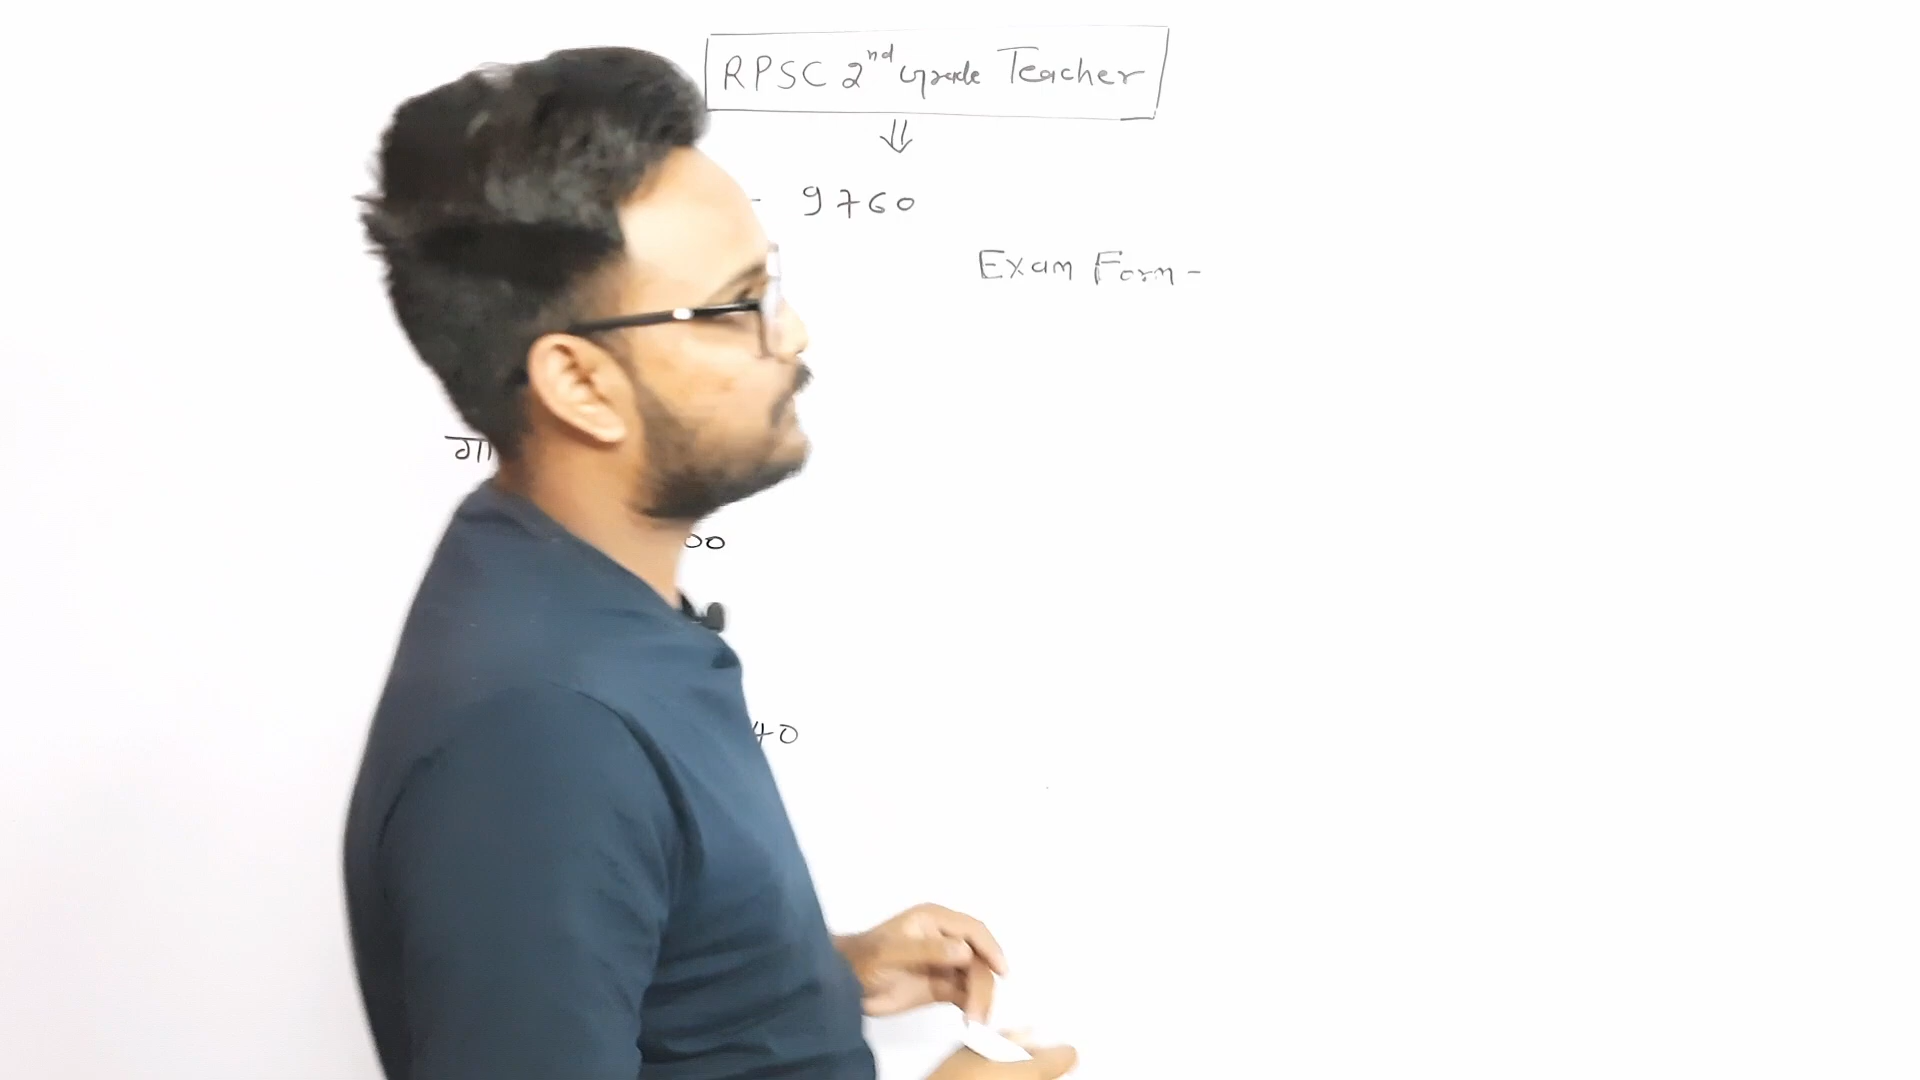 RPSC 2nd Grade Teacher
⇓
- 9760
Exam Form -
00
40